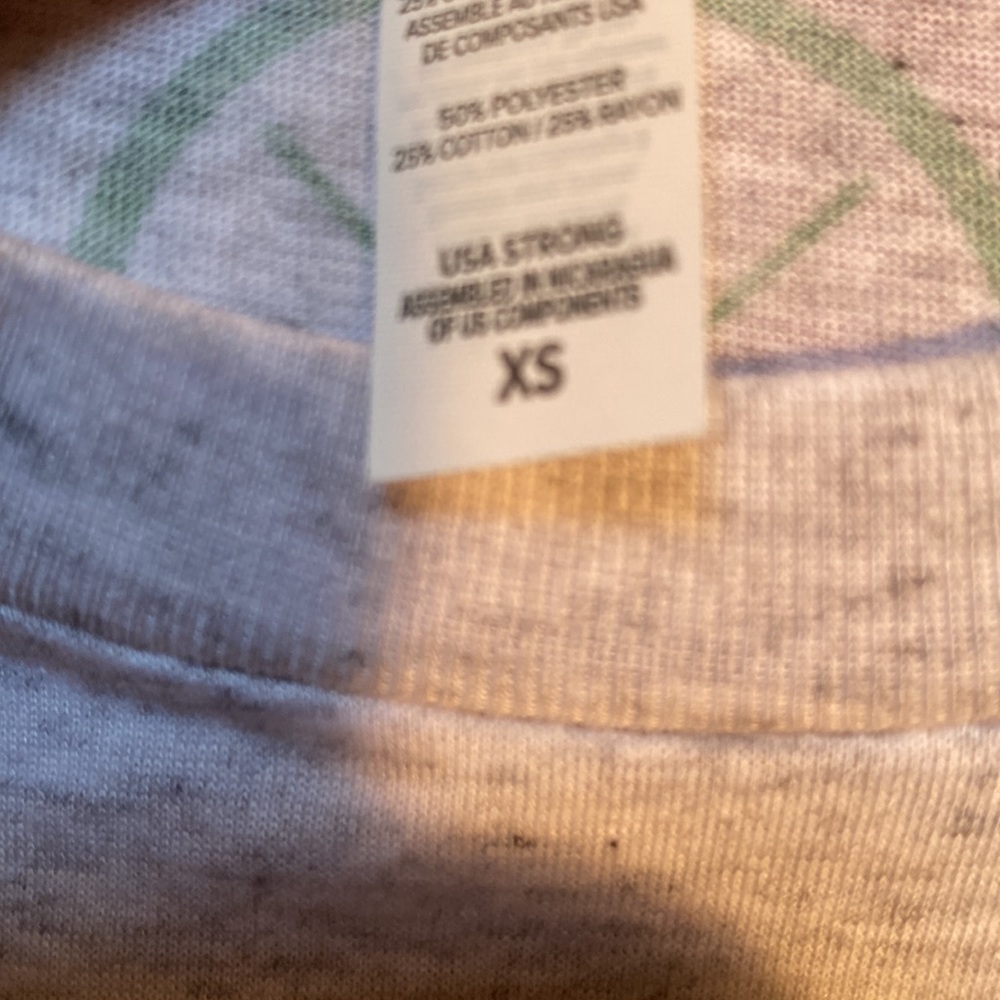 25%
ASSEMBLE AU
DE COMPOSANTS USA
50% POLYESTER
25% COTTON / 25% RAYON
USA STRONG
ASSEMBLED IN NICARAGUA
OF US COMPONENTS
XS